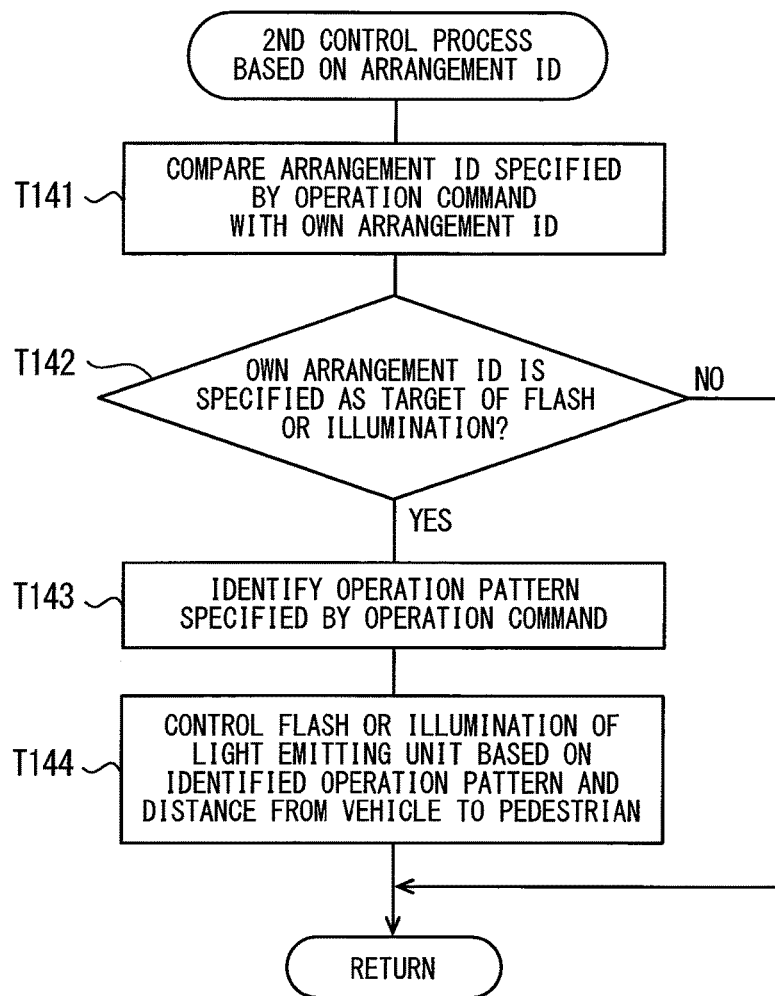 2ND CONTROL PROCESS
BASED ON ARRANGEMENT ID
T141
COMPARE ARRANGEMENT ID SPECIFIED
BY OPERATION COMMAND
WITH OWN ARRANGEMENT ID
T142
OWN ARRANGEMENT ID IS
SPECIFIED AS TARGET OF FLASH
OR ILLUMINATION?
NO
YES
T143
IDENTIFY OPERATION PATTERN
SPECIFIED BY OPERATION COMMAND
T144
CONTROL FLASH OR ILLUMINATION OF
LIGHT EMITTING UNIT BASED ON
IDENTIFIED OPERATION PATTERN AND
DISTANCE FROM VEHICLE TO PEDESTRIAN
RETURN